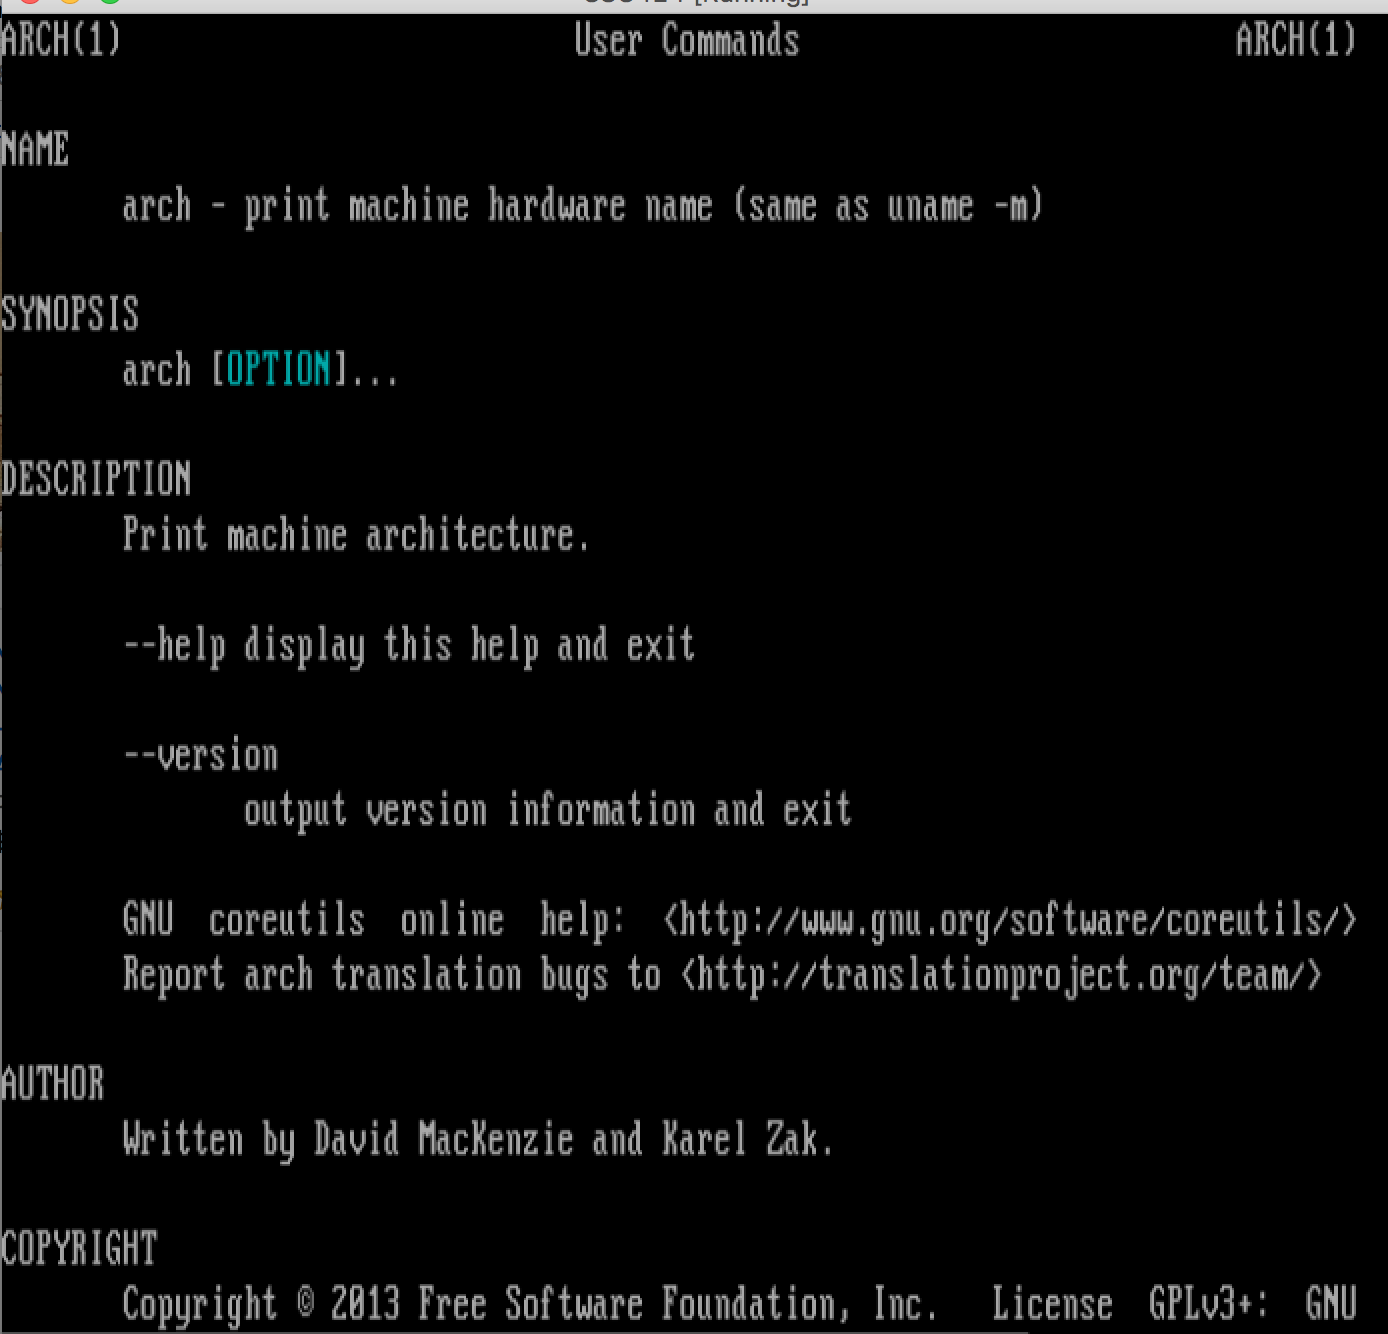 [Running]
ARCH(1) User Commands ARCH(1)
NAME
arch - print machine hardware name (same as uname -m)
SYNOPSIS
arch [OPTION]...
DESCRIPTION
Print machine architecture.
--help display this help and exit
--version
output version information and exit
GNU coreutils online help: <http://www.gnu.org/software/coreutils/>
Report arch translation bugs to <http://translationproject.org/team/>
AUTHOR
Written by David MacKenzie and Karel Zak.
COPYRIGHT
Copyright © 2013 Free Software Foundation, Inc. License GPLv3+: GNU